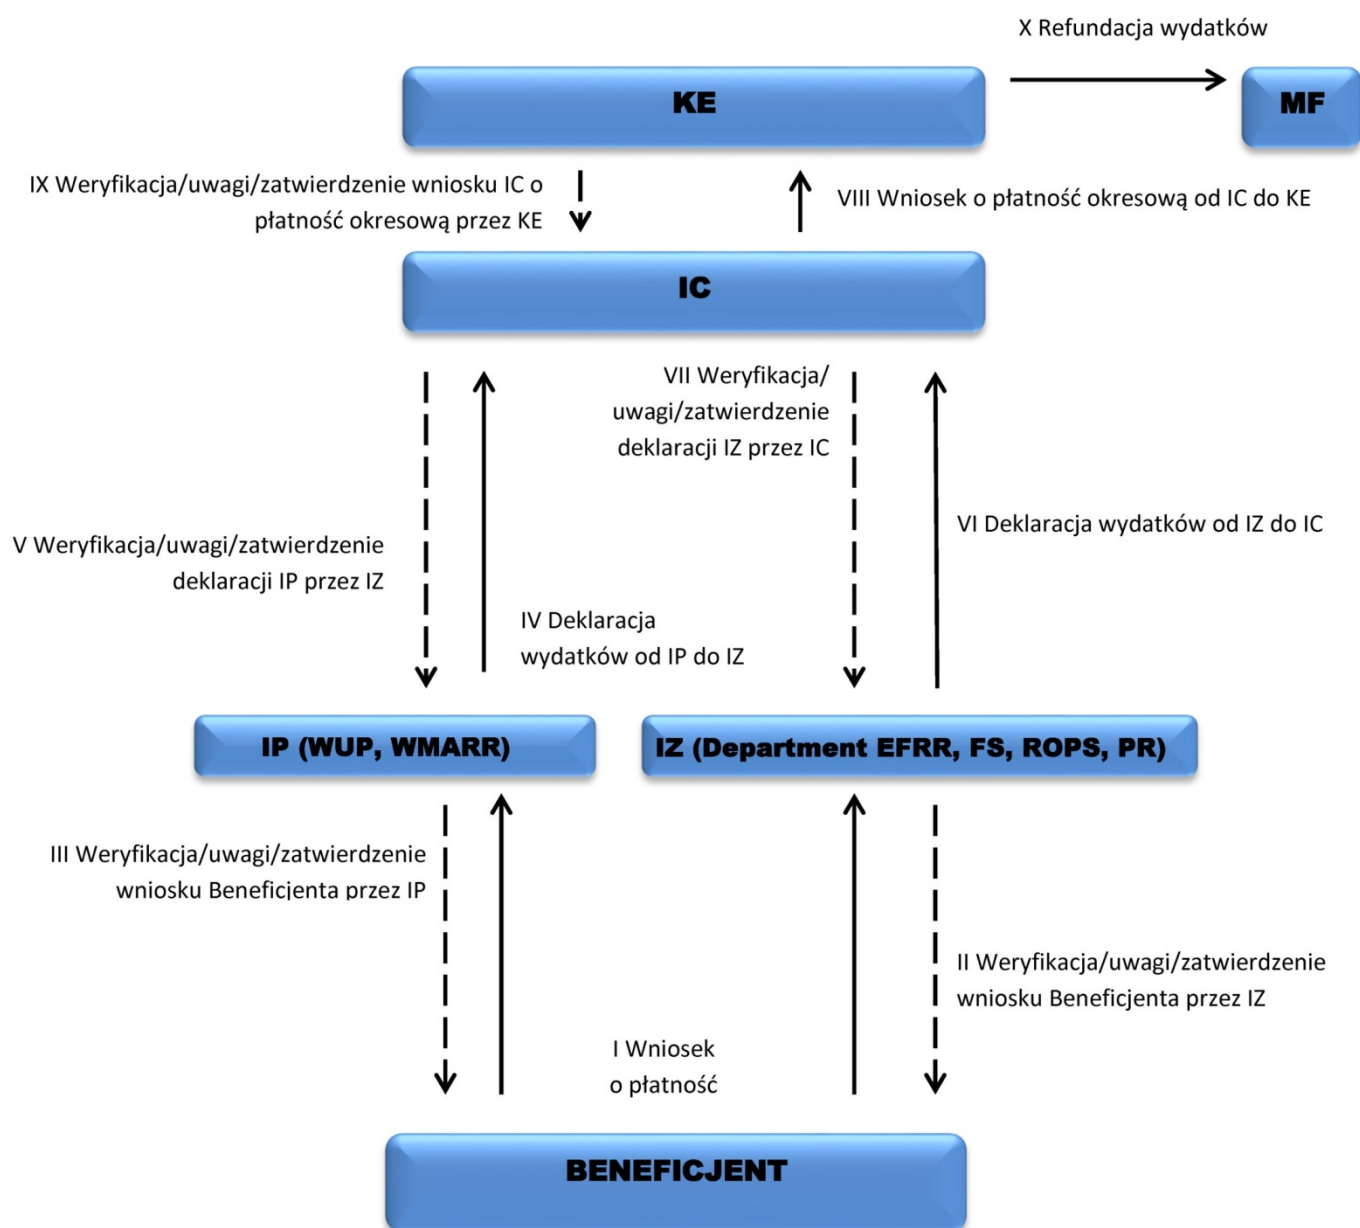 X Refundacja wydatków
KE
MF
IX Weryfikacja/uwagi/zatwierdzenie wniosku IC o
płatność okresową przez KE
VIII Wniosek o płatność okresową od IC do KE
IC
VII Weryfikacja/
uwagi/zatwierdzenie
deklaracji IZ przez IC
VI Deklaracja wydatków od IZ do IC
V Weryfikacja/uwagi/zatwierdzenie
deklaracji IP przez IZ
IV Deklaracja
wydatków od IP do IZ
IP (WUP, WMARR)
IZ (Department EFRR, FS, ROPS, PR)
III Weryfikacja/uwagi/zatwierdzenie
wniosku Beneficjenta przez IP
II Weryfikacja/uwagi/zatwierdzenie
wniosku Beneficjenta przez IZ
I Wniosek
o płatność
BENEFICJENT